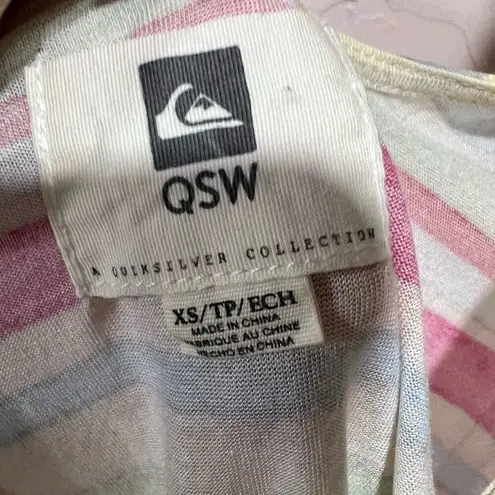 QSW
A QUIKSILVER COLLECTION
XS/TP/ECH
MADE IN CHINA
FABRIQUE AU CHINE
HECHO EN CHINA